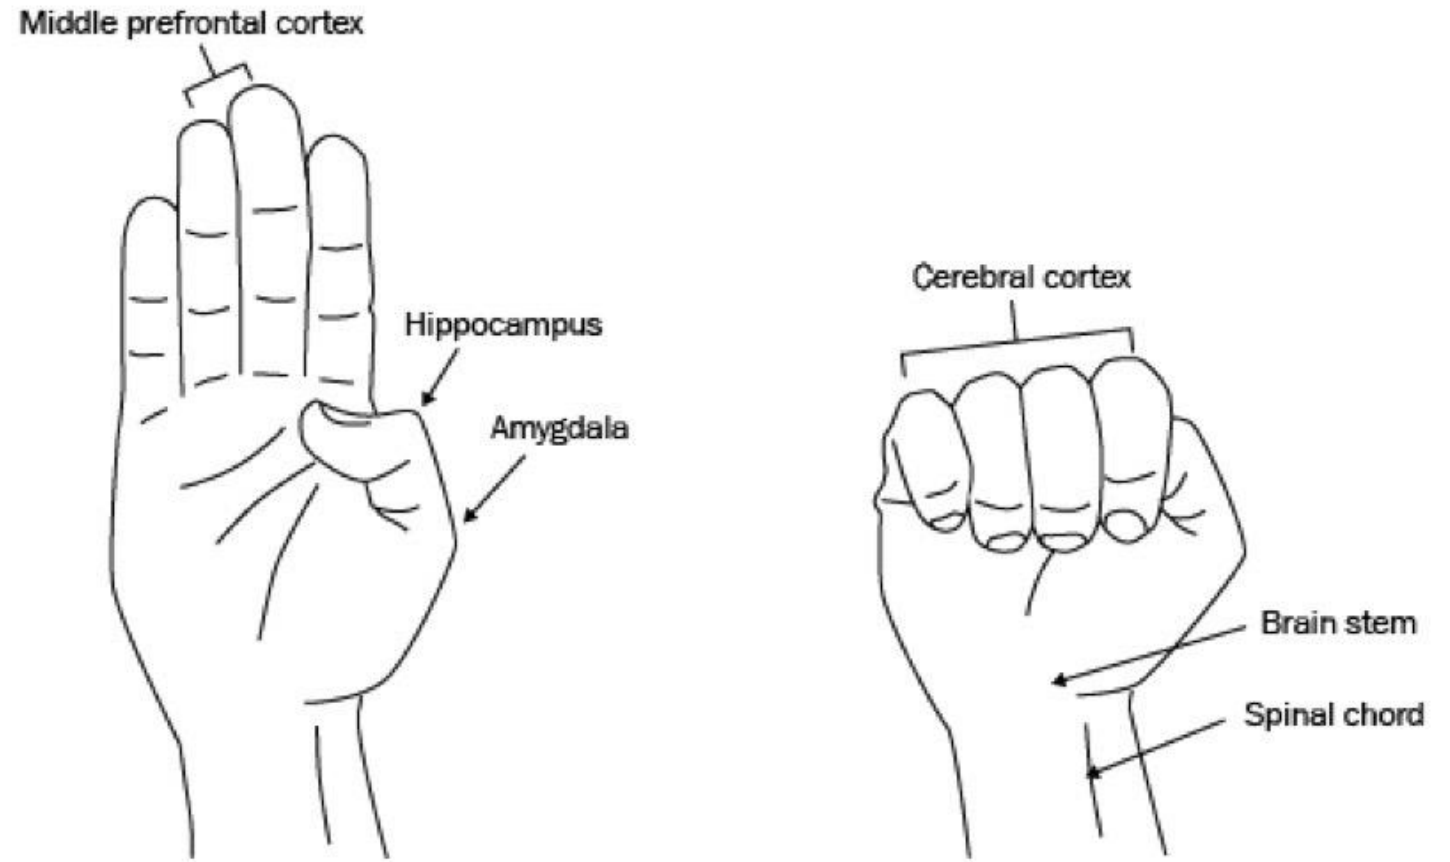 Middle prefrontal cortex
Hippocampus
Amygdala
Cerebral cortex
Brain stem
Spinal chord